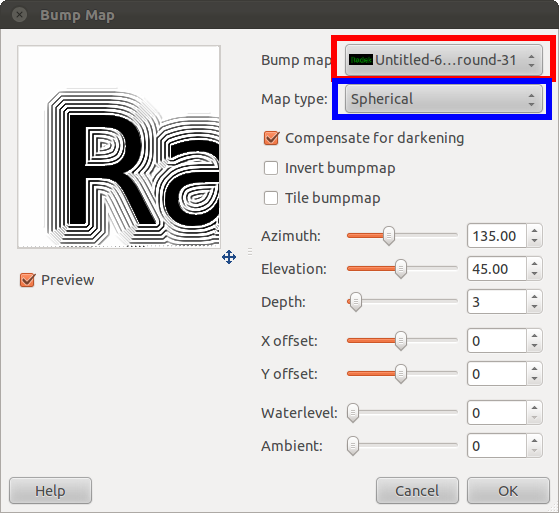 Bump Map
Bump map
Untitled-6...round-31
Map type:
Spherical
Compensate for darkening
Invert bumpmap
Tile bumpmap
Ra
Preview
Azimuth:
135.00
Elevation:
45.00
Depth:
3
X offset:
0
Y offset:
0
Waterlevel:
0
Ambient:
0
Help
Cancel
OK